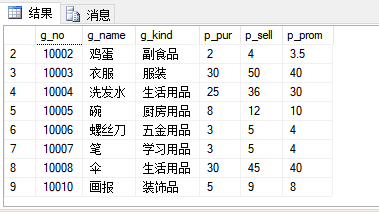 结果 消息
g_no g_name g_kind p_pur p_sell p_prom
2 10002 鸡蛋 副食品 2 4 3.5
3 10003 衣服 服装 30 50 40
4 10004 洗发水 生活用品 25 36 30
5 10005 碗 厨房用品 8 12 10
6 10006 螺丝刀 五金用品 3 5 4
7 10007 笔 学习用品 3 5 4
8 10008 伞 生活用品 30 45 40
9 10010 画报 装饰品 5 9 8